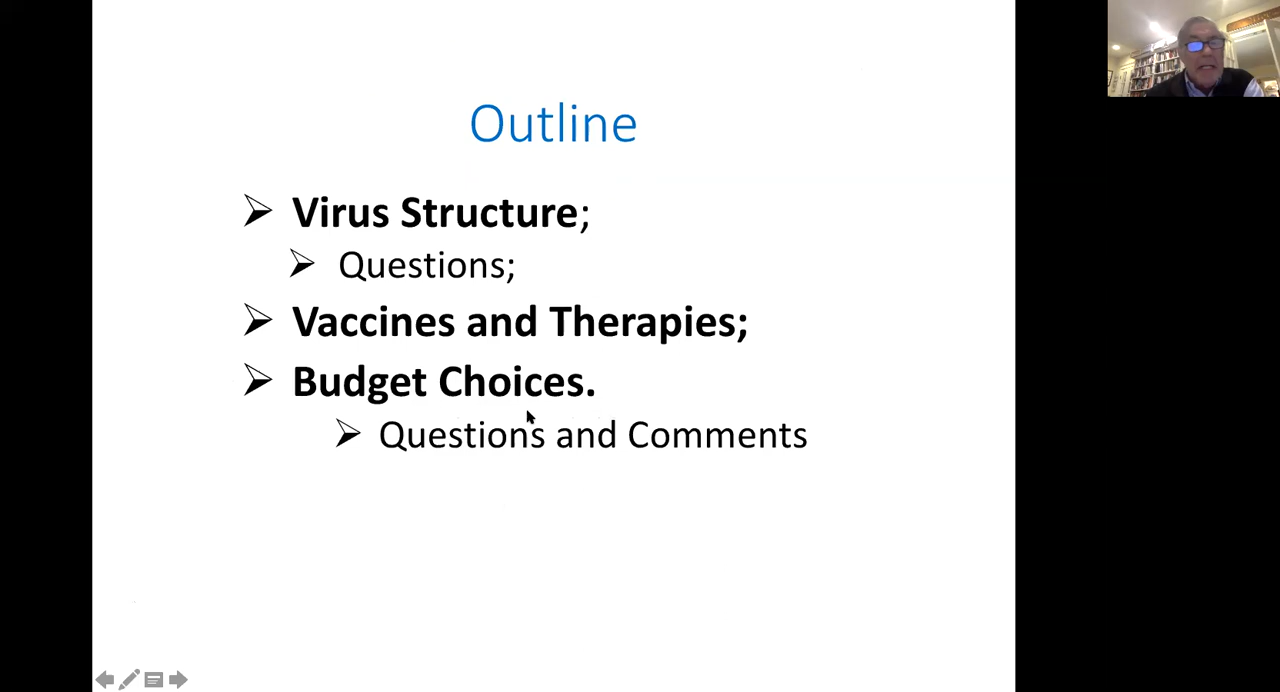 Outline
Virus Structure;
Questions;
Vaccines and Therapies;
Budget Choices.
Questions and Comments